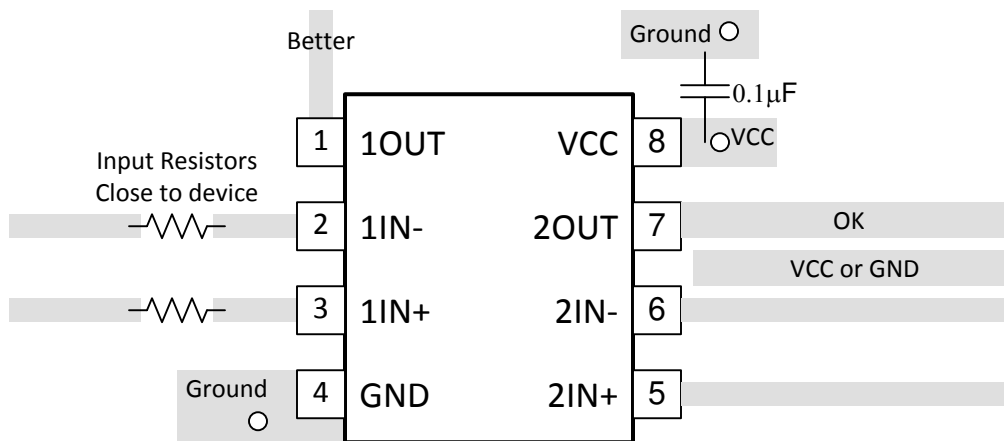 Better
Ground
0.1μF
1 1OUT VCC 8 VCC
Input Resistors
Close to device
2 1IN- 2OUT 7 OK
VCC or GND
3 1IN+ 2IN- 6
Ground
4 GND 2IN+ 5